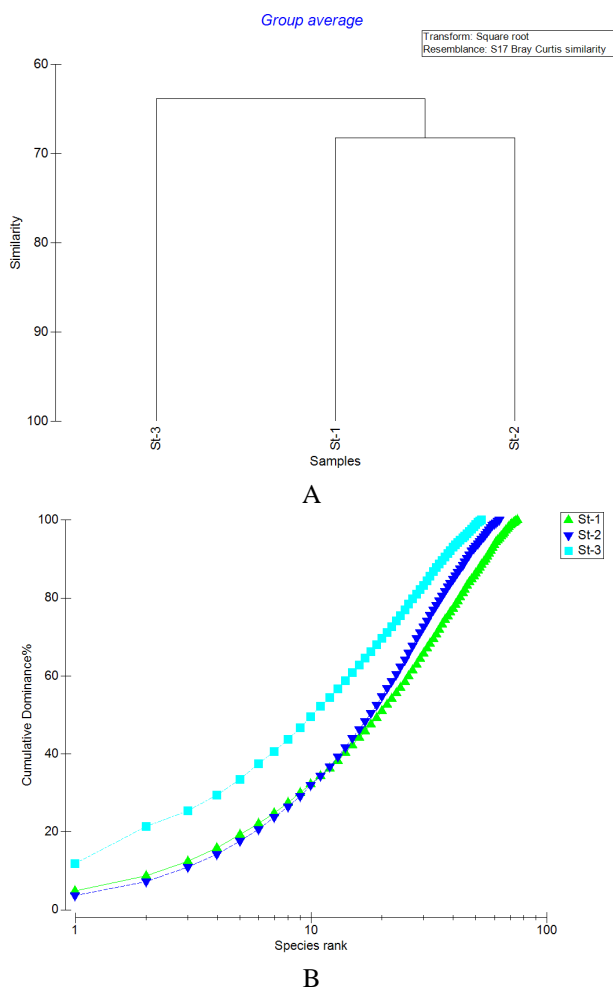 Group average
Transform: Square root
Resemblance: S17 Bray Curtis similarity
60
70
80
90
100
Similarity
St-3
St-1
St-2
Samples
A
100
80
60
40
20
0
Cumulative Dominance%
St-1
St-2
St-3
1
10
100
Species rank
B